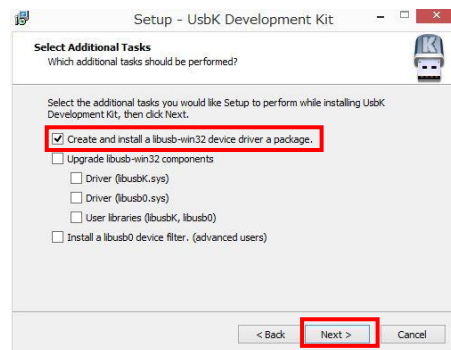 Setup - UsbK Development Kit
Select Additional Tasks
Which additional tasks should be performed?
K
Select the additional tasks you would like Setup to perform while installing UsbK
Development Kit, then click Next.
Create and install a libusb-win32 device driver a package.
Upgrade libusb-win32 components
Driver (libusbK.sys)
Driver (libusb0.sys)
User libraries (libusbK, libusb0)
Install a libusb0 device filter. (advanced users)
< Back Next > Cancel